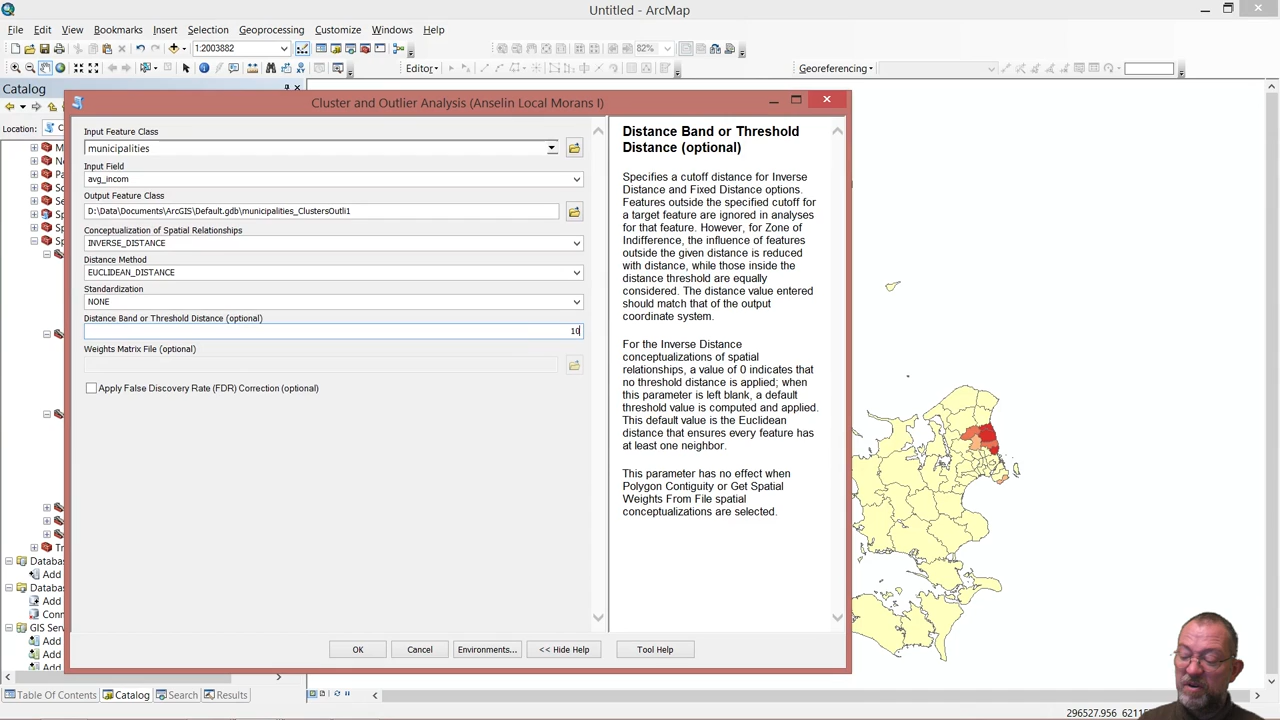 Untitled - ArcMap
File Edit View Bookmarks Insert Selection Geoprocessing Customize Windows Help
1:2003882
82%
Editor
Georeferencing
Catalog
Location:
Cluster and Outlier Analysis (Anselin Local Morans I)
Input Feature Class
municipalities
Input Field
avg_incom
Output Feature Class
D:\Data\Documents\ArcGIS\Default.gdb\municipalities_ClustersOutli1
Conceptualization of Spatial Relationships
INVERSE_DISTANCE
Distance Method
EUCLIDEAN_DISTANCE
Standardization
NONE
Distance Band or Threshold Distance (optional)
10
Weights Matrix File (optional)
Apply False Discovery Rate (FDR) Correction (optional)
Distance Band or Threshold
Distance (optional)
Specifies a cutoff distance for Inverse
Distance and Fixed Distance options.
Features outside the specified cutoff for
a target feature are ignored in analyses
for that feature. However, for Zone of
Indifference, the influence of features
outside the given distance is reduced
with distance, while those inside the
distance threshold are equally
considered. The distance value entered
should match that of the output
coordinate system.
For the Inverse Distance
conceptualizations of spatial
relationships, a value of 0 indicates that
no threshold distance is applied; when
this parameter is left blank, a default
threshold value is computed and applied.
This default value is the Euclidean
distance that ensures every feature has
at least one neighbor.
This parameter has no effect when
Polygon Contiguity or Get Spatial
Weights From File spatial
conceptualizations are selected.
OK Cancel Environments... << Hide Help Tool Help
Databas
Add
Databas
Add
Conn
GIS Serv
Add
Add
Add
Table Of Contents Catalog Search Results
296527.956